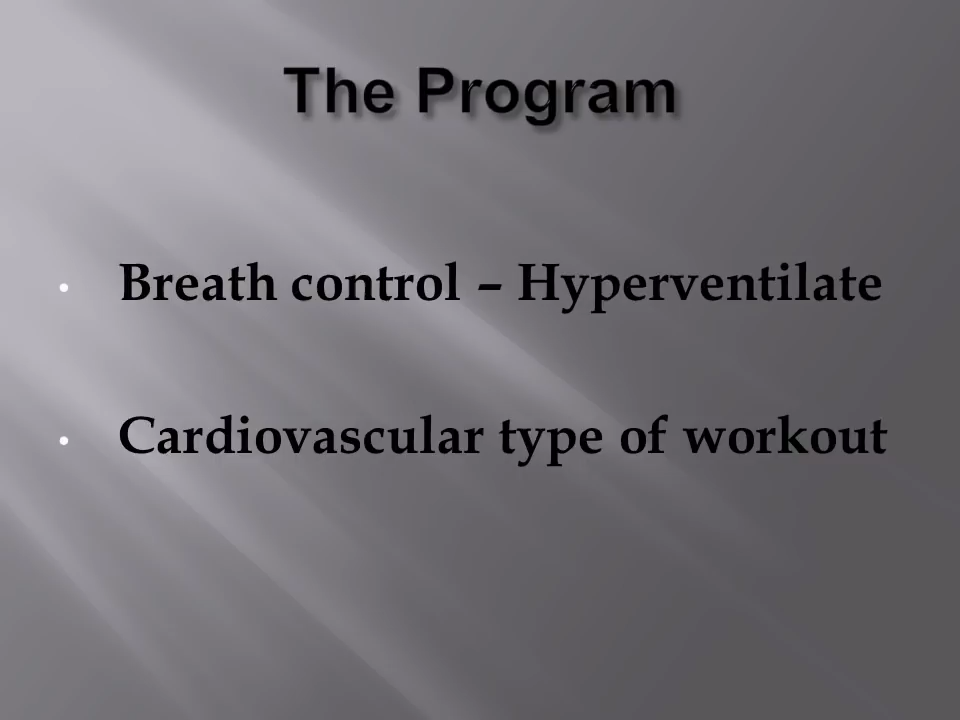 The Program
• Breath control – Hyperventilate
• Cardiovascular type of workout